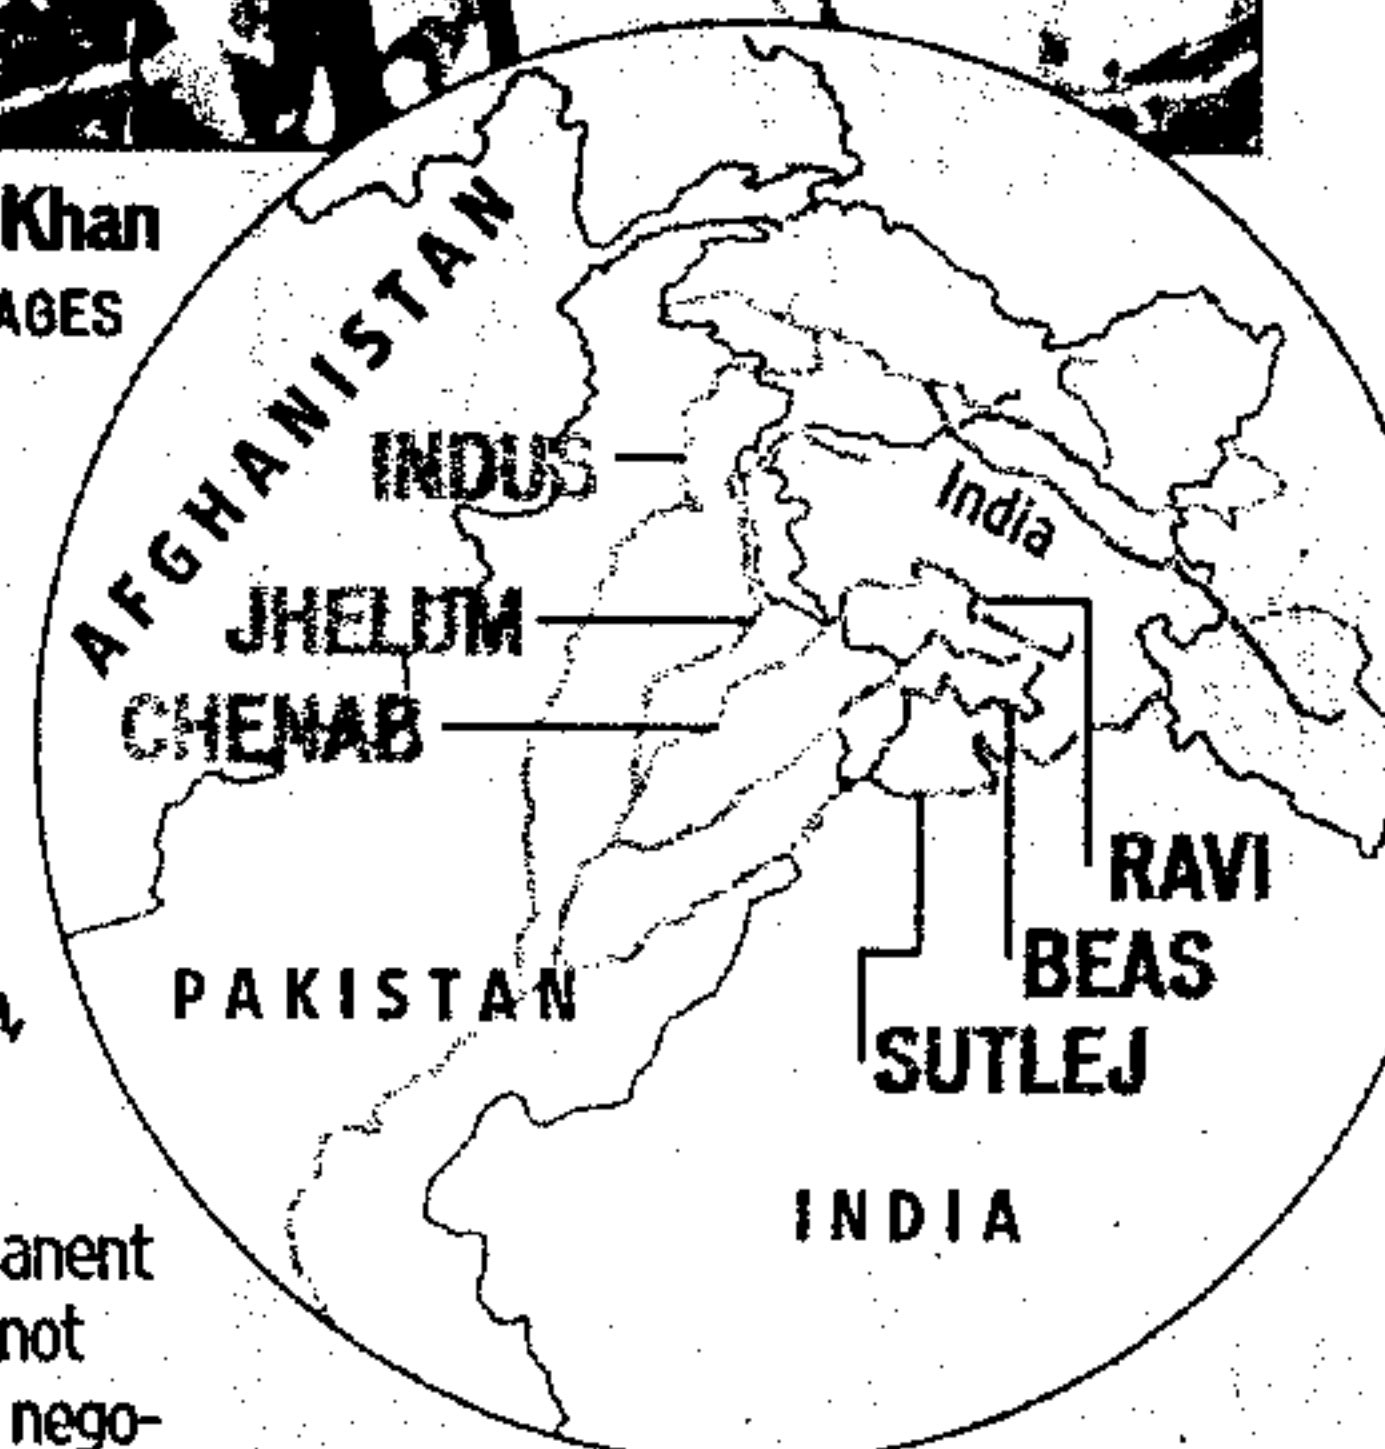 Khan
AGES
AFGHANISTAN
INDUS
India
JHELUM
CHENAB
RAVI
BEAS
PAKISTAN
SUTLEJ
INDIA
anent
not
nego-